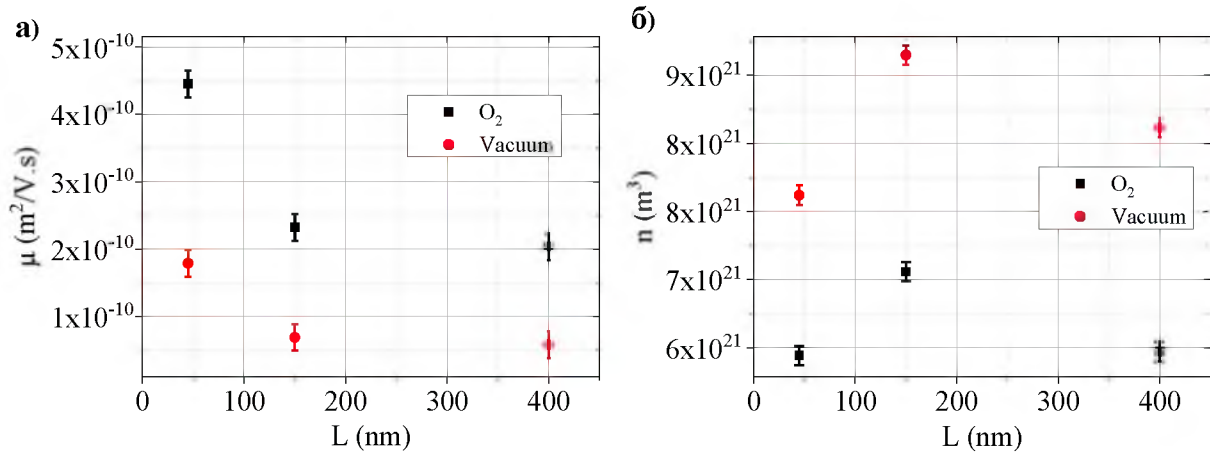 а)
5x10⁻¹⁰
4x10⁻¹⁰
3x10⁻¹⁰
2x10⁻¹⁰
1x10⁻¹⁰
μ (m²/V.s)
O₂
Vacuum
0 100 200 300 400
L (nm)
б)
9x10²¹
8x10²¹
8x10²¹
7x10²¹
6x10²¹
n (m³)
O₂
Vacuum
0 100 200 300 400
L (nm)